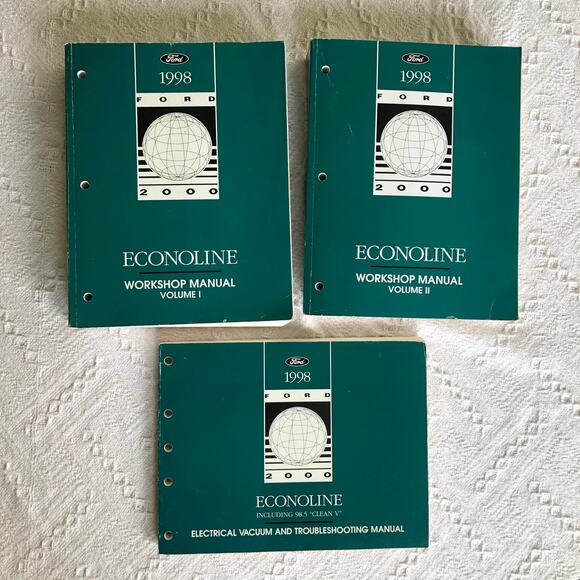 Ford
1998
FORD
2000
ECONOLINE
WORKSHOP MANUAL
VOLUME I
Ford
1998
FORD
2000
ECONOLINE
WORKSHOP MANUAL
VOLUME II
Ford
1998
FORD
2000
ECONOLINE
INCLUDING 98.5 "CLEAN V"
ELECTRICAL VACUUM AND TROUBLESHOOTING MANUAL